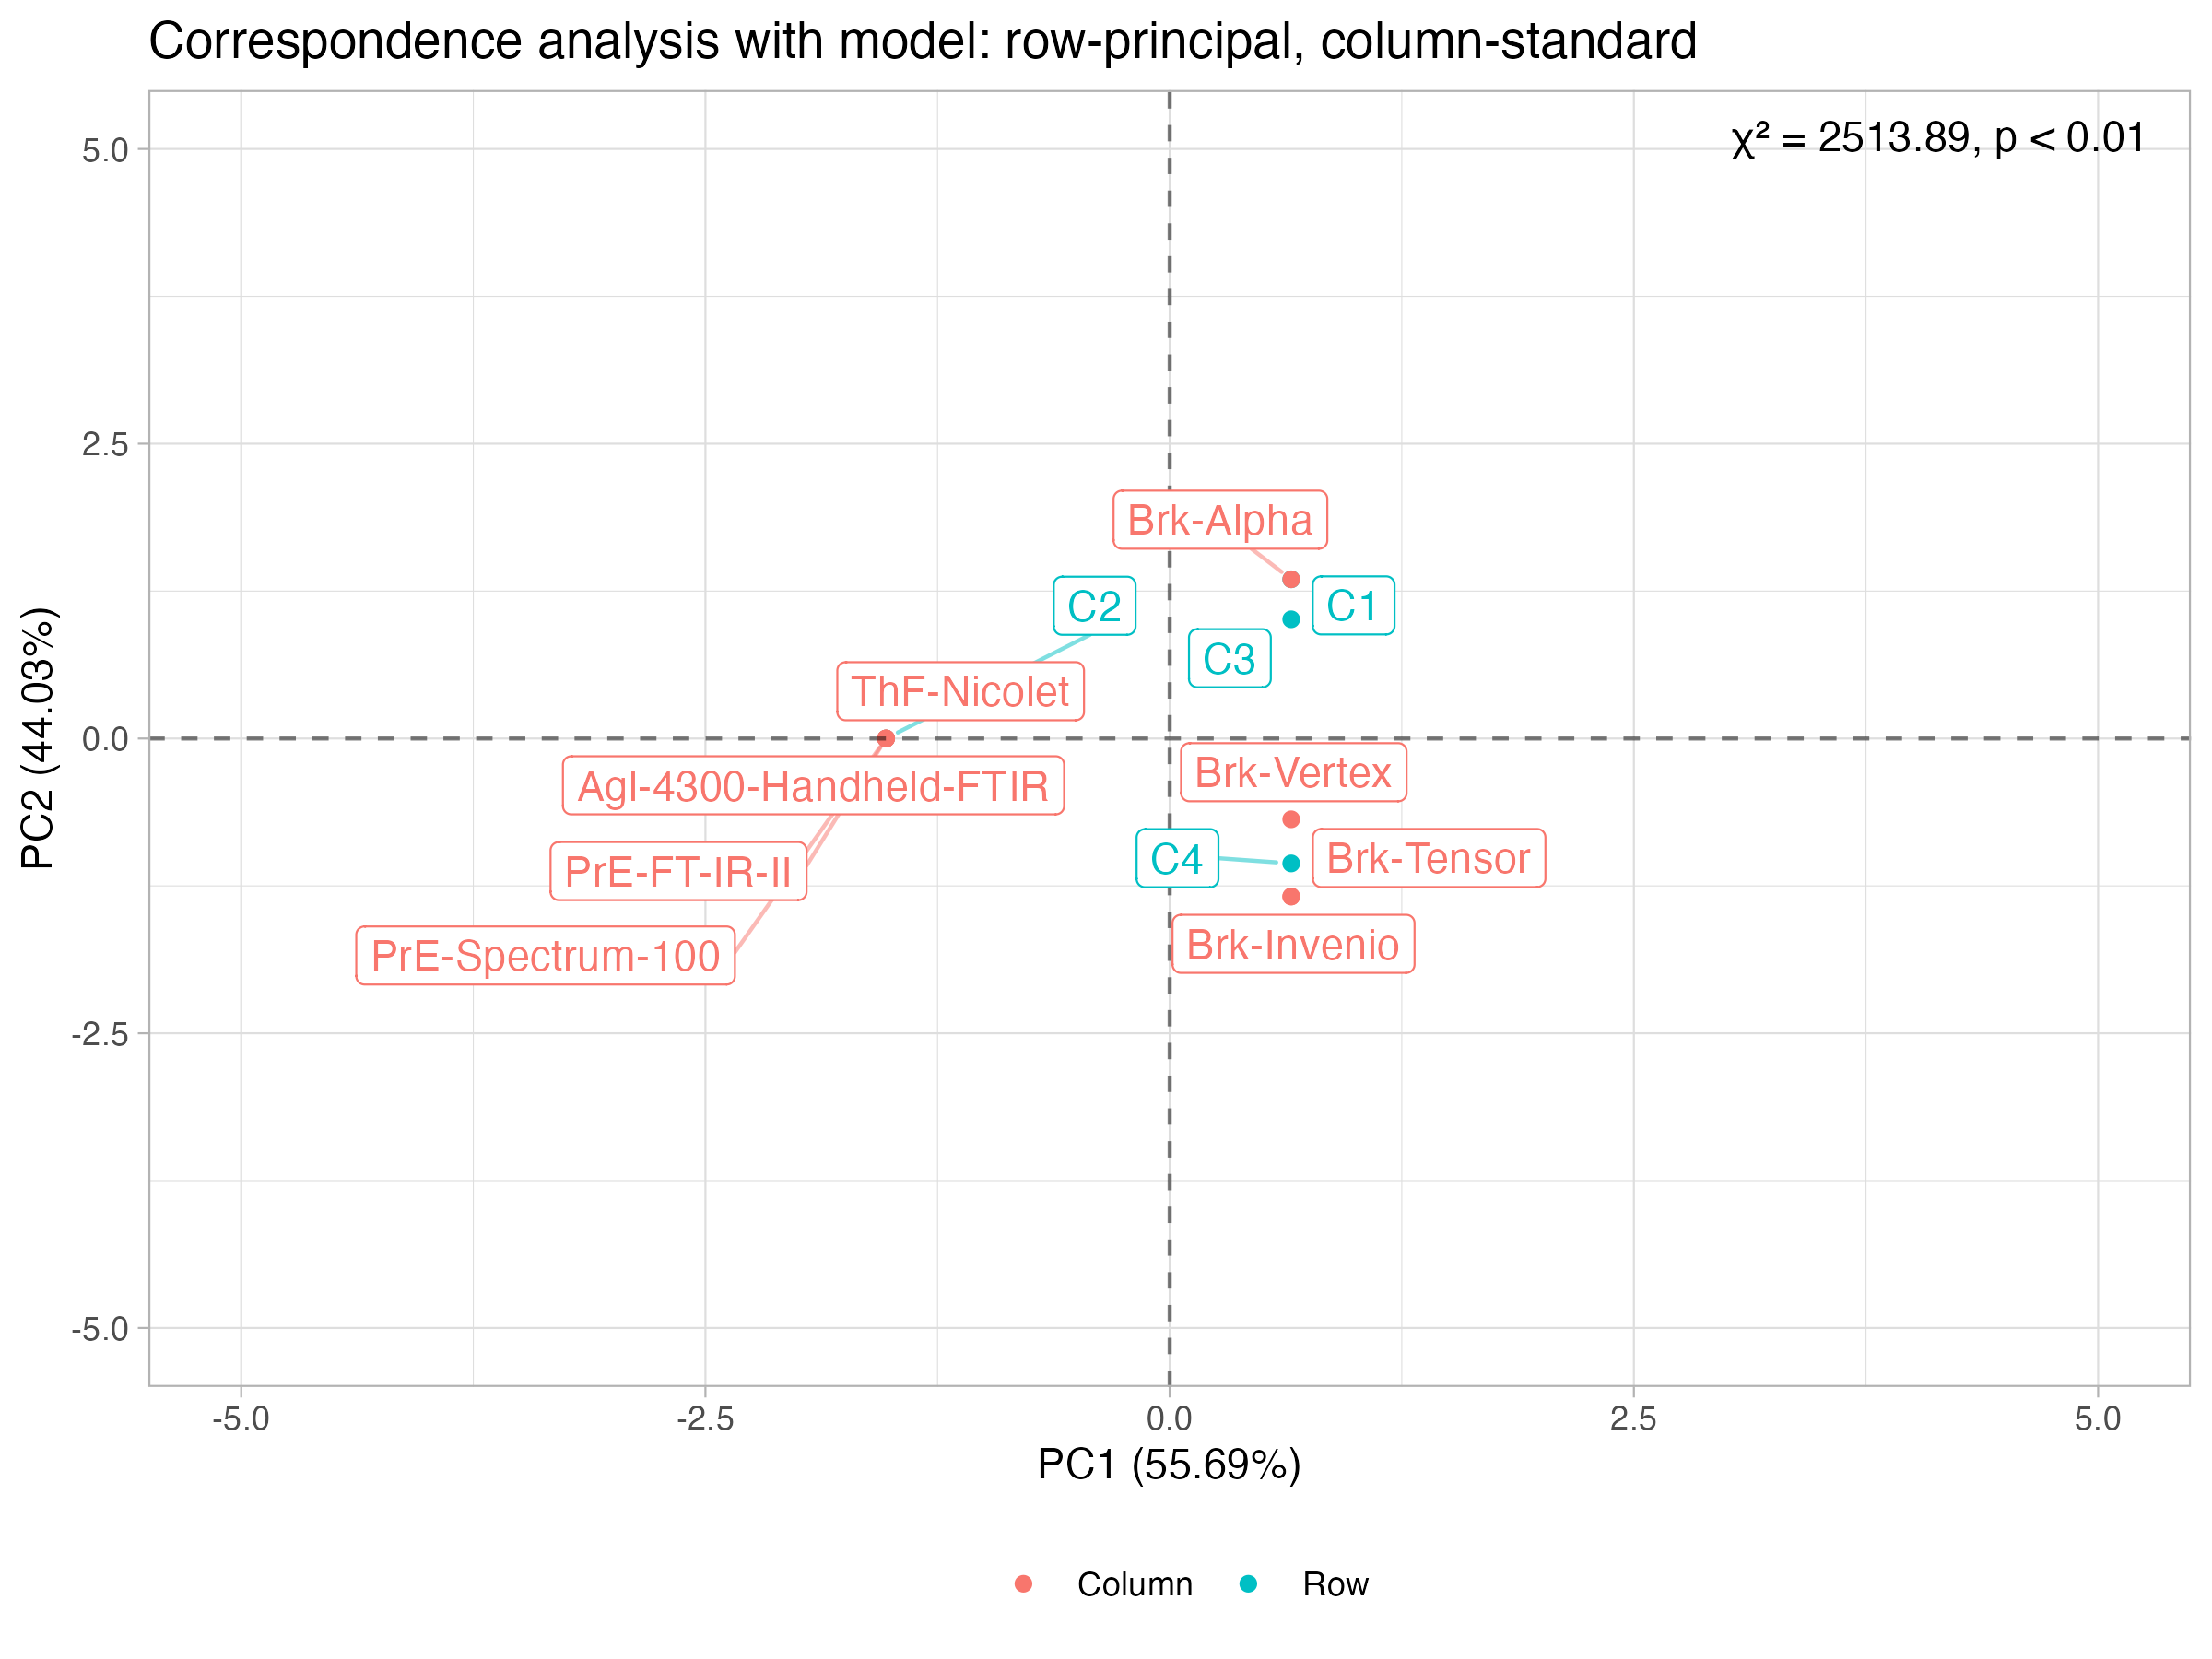 Correspondence analysis with model: row-principal, column-standard
χ² = 2513.89, p < 0.01
5.0
2.5
0.0
-2.5
-5.0
PC2 (44.03%)
Brk-Alpha
C2
C1
C3
ThF-Nicolet
Brk-Vertex
Agl-4300-Handheld-FTIR
C4
Brk-Tensor
PrE-FT-IR-II
Brk-Invenio
PrE-Spectrum-100
-5.0
-2.5
0.0
2.5
5.0
PC1 (55.69%)
Column
Row